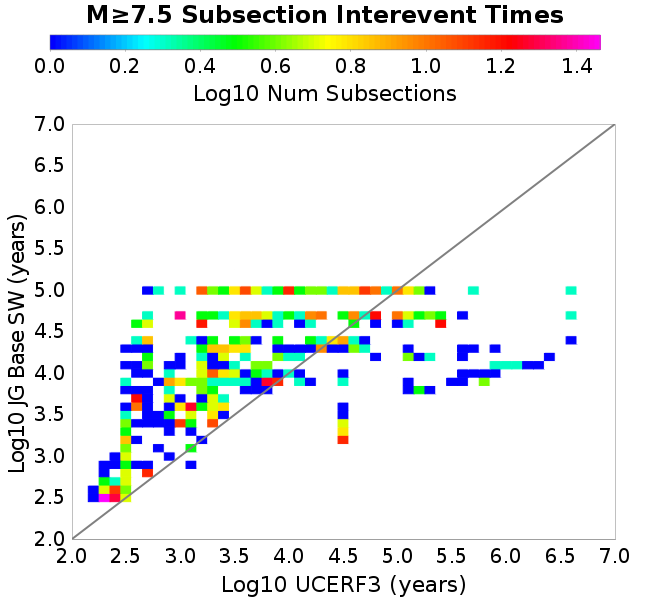 M≥7.5 Subsection Interevent Times
0.0 0.2 0.4 0.6 0.8 1.0 1.2 1.4
Log10 Num Subsections
7.0
6.5
6.0
5.5
5.0
4.5
4.0
3.5
3.0
2.5
2.0
Log10 JG Base SW (years)
2.0 2.5 3.0 3.5 4.0 4.5 5.0 5.5 6.0 6.5 7.0
Log10 UCERF3 (years)